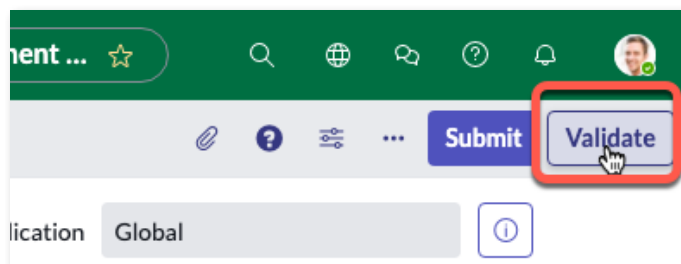 nent ... ☆
Submit Validate
lication Global